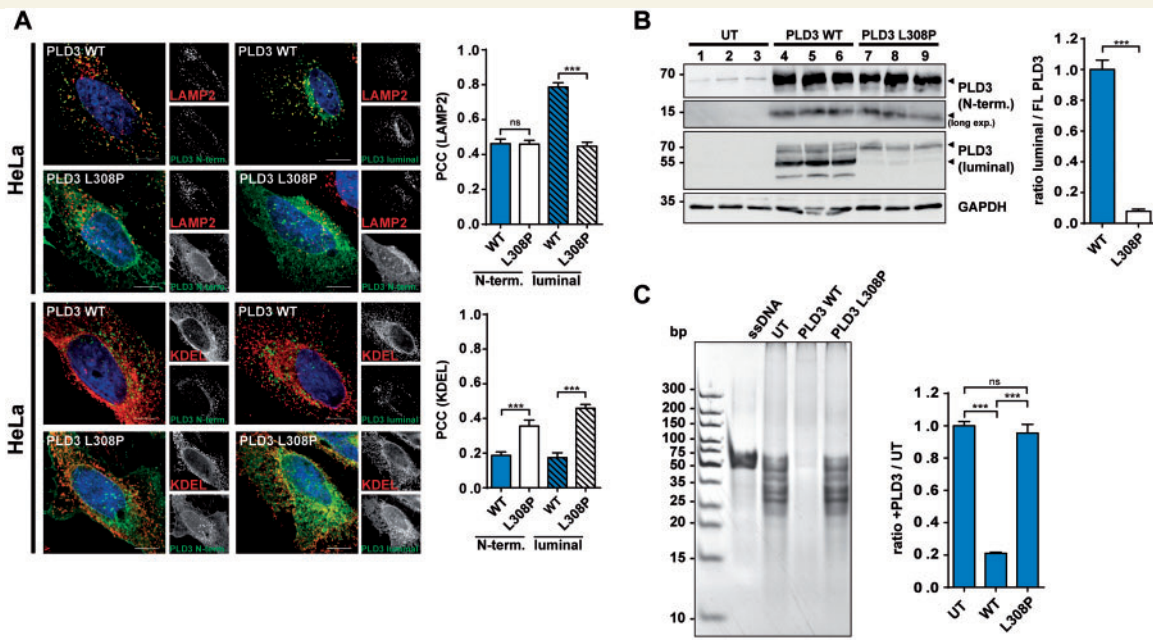 A
HeLa
PLD3 WT
LAMP2
PLD3 N-term.
PLD3 WT
LAMP2
PLD3 luminal
PLD3 L308P
LAMP2
PLD3 N-term.
PLD3 L308P
LAMP2
PLD3 luminal
HeLa
PLD3 WT
KDEL
PLD3 N-term.
PLD3 WT
KDEL
PLD3 luminal
PLD3 L308P
KDEL
PLD3 N-term.
PLD3 L308P
KDEL
PLD3 luminal
PCC (LAMP2)
1.0
0.8
0.6
0.4
0.2
0.0
ns
***
WT
L308P
WT
L308P
N-term.
luminal
PCC (KDEL)
0.6
0.4
0.2
0.0
***
***
WT
L308P
WT
L308P
N-term.
luminal
B
UT PLD3 WT PLD3 L308P
1 2 3 4 5 6 7 8 9
70
15
70
55
35
PLD3
(N-term.)
(long exp.)
PLD3
(luminal)
GAPDH
ratio luminal / FL PLD3
1.2
1.0
0.8
0.6
0.4
0.2
0.0
***
WT
L308P
C
bp
ssDNA
UT
PLD3 WT
PLD3 L308P
300
200
150
100
75
50
35
25
20
15
10
ratio +PLD3 / UT
1.2
1.0
0.8
0.6
0.4
0.2
0.0
ns
***
***
UT
WT
L308P